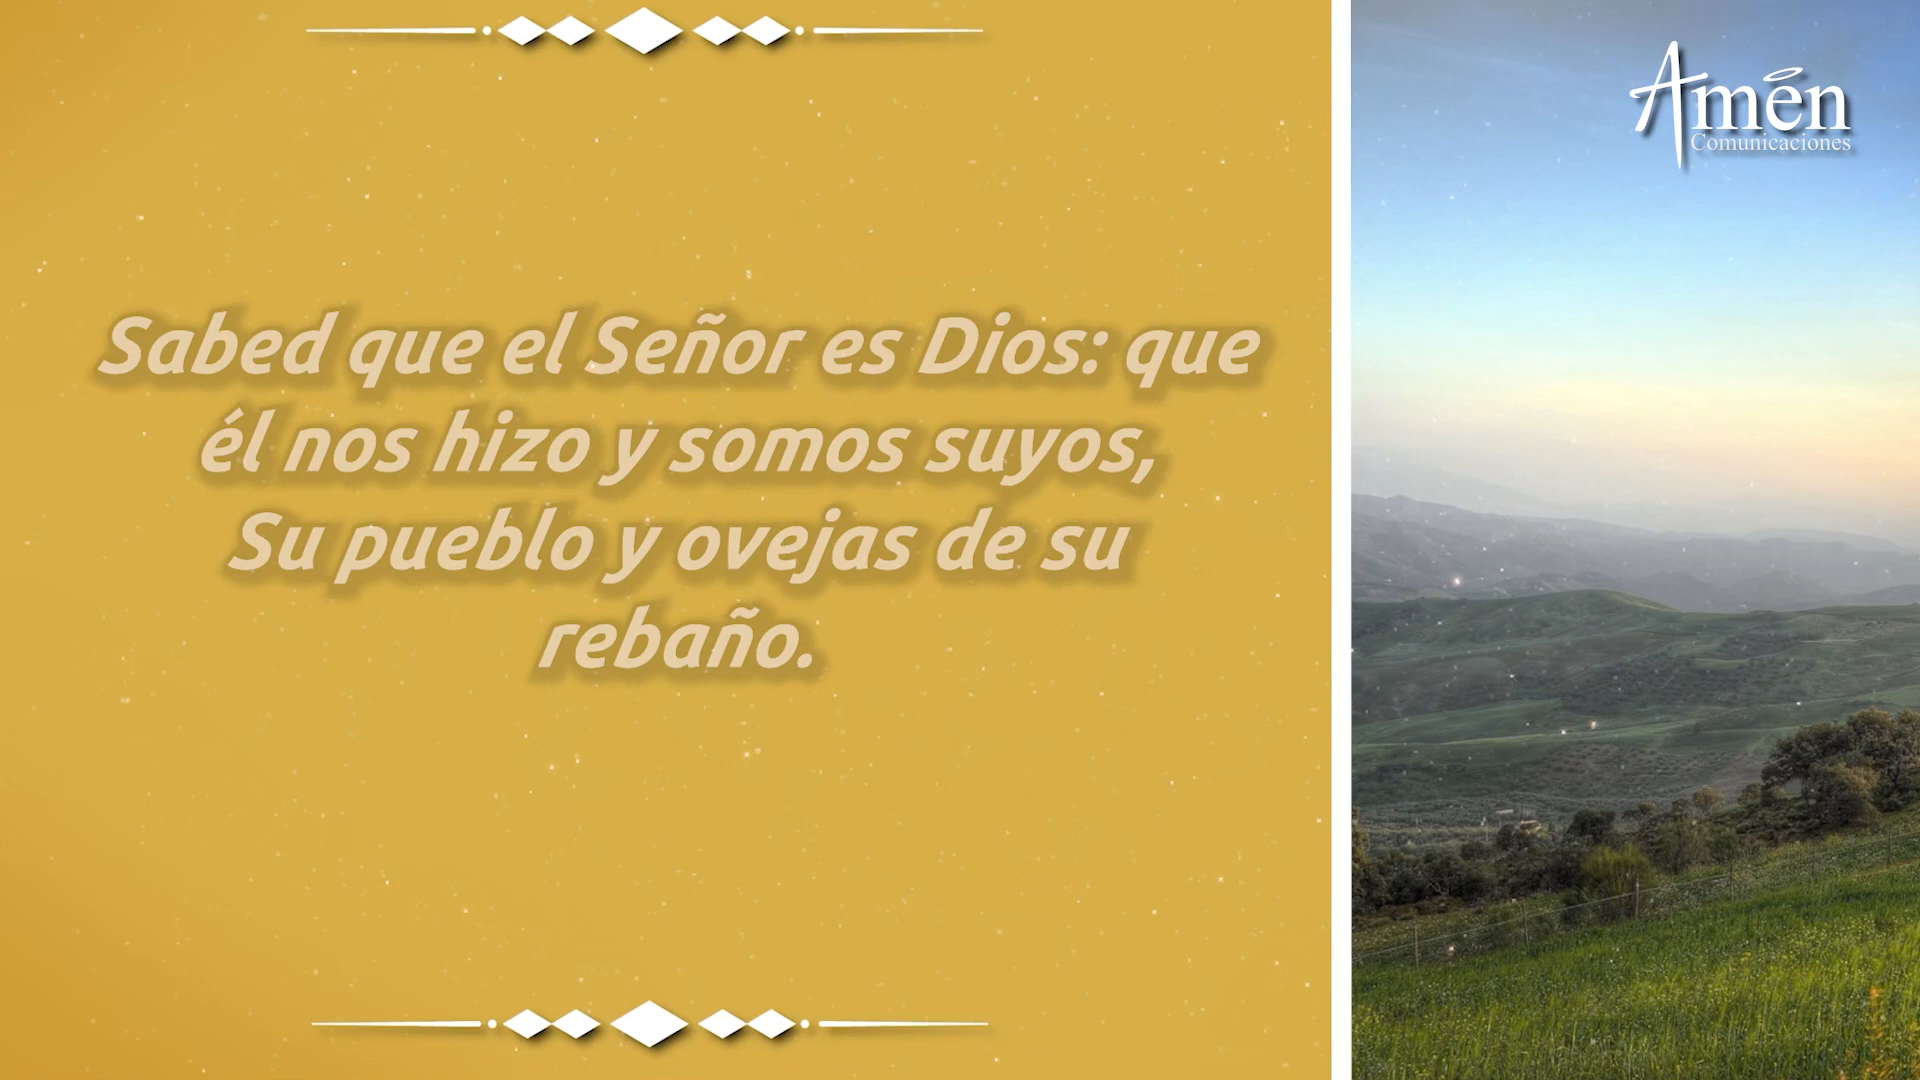 Amén
Comunicaciones
Sabed que el Señor es Dios: que
él nos hizo y somos suyos,
Su pueblo y ovejas de su
rebaño.